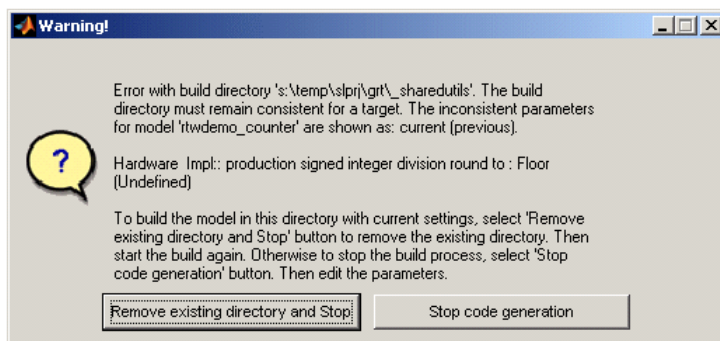 Warning!
Error with build directory 's:\temp\slprj\grt\_sharedutils'. The build
directory must remain consistent for a target. The inconsistent parameters
for model 'rtwdemo_counter' are shown as: current (previous).
Hardware Impl:: production signed integer division round to : Floor
(Undefined)
To build the model in this directory with current settings, select 'Remove
existing directory and Stop' button to remove the existing directory. Then
start the build again. Otherwise to stop the build process, select 'Stop
code generation' button. Then edit the parameters.
Remove existing directory and Stop
Stop code generation